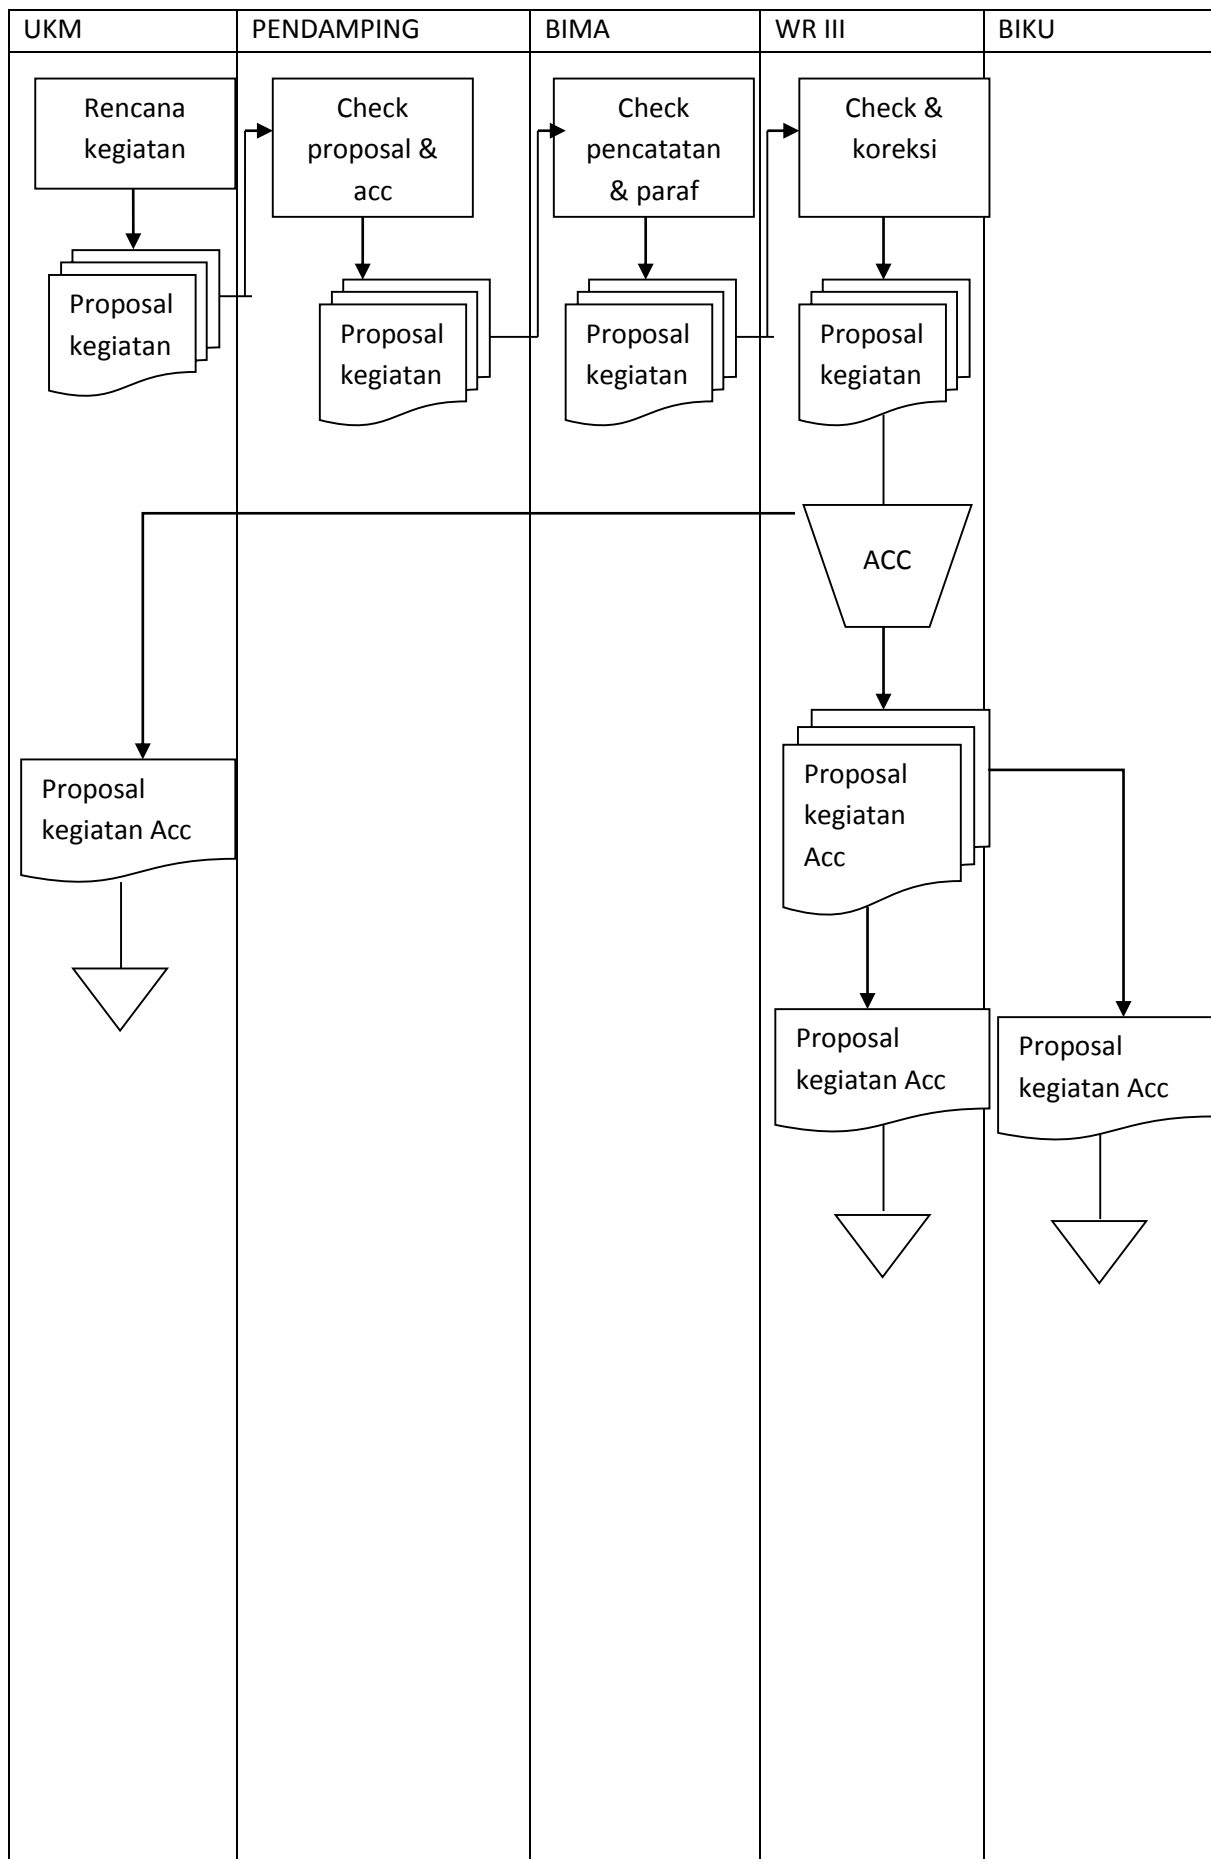 UKM
PENDAMPING
BIMA
WR III
BIKU
Rencana
kegiatan
Check
proposal &
acc
Check
pencatatan
& paraf
Check &
koreksi
Proposal
kegiatan
Proposal
kegiatan
Proposal
kegiatan
Proposal
kegiatan
ACC
Proposal
kegiatan Acc
Proposal
kegiatan
Acc
Proposal
kegiatan Acc
Proposal
kegiatan Acc